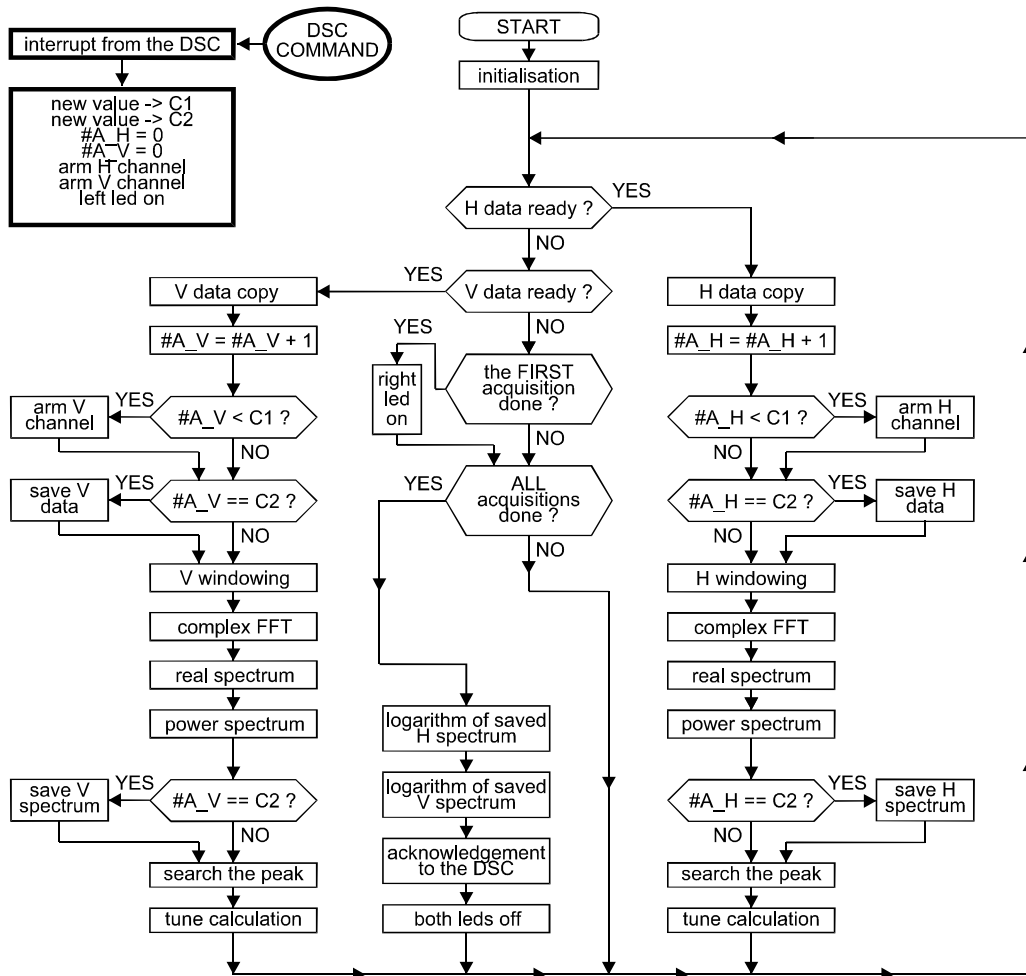 interrupt from the DSC
DSC
COMMAND
new value -> C1
new value -> C2
#A_H = 0
#A_V = 0
arm H channel
arm V channel
left led on
START
initialisation
H data ready ?
YES
NO
V data ready ?
YES
NO
V data copy
#A_V = #A_V + 1
#A_V < C1 ?
YES
arm V
channel
NO
#A_V == C2 ?
YES
save V
data
NO
V windowing
complex FFT
real spectrum
power spectrum
#A_V == C2 ?
YES
save V
spectrum
NO
search the peak
tune calculation
the FIRST
acquisition
done ?
YES
right
led
on
NO
ALL
acquisitions
done ?
YES
NO
logarithm of saved
H spectrum
logarithm of saved
V spectrum
acknowledgement
to the DSC
both leds off
H data copy
#A_H = #A_H + 1
#A_H < C1 ?
YES
arm H
channel
NO
#A_H == C2 ?
YES
save H
data
NO
H windowing
complex FFT
real spectrum
power spectrum
#A_H == C2 ?
YES
save H
spectrum
NO
search the peak
tune calculation